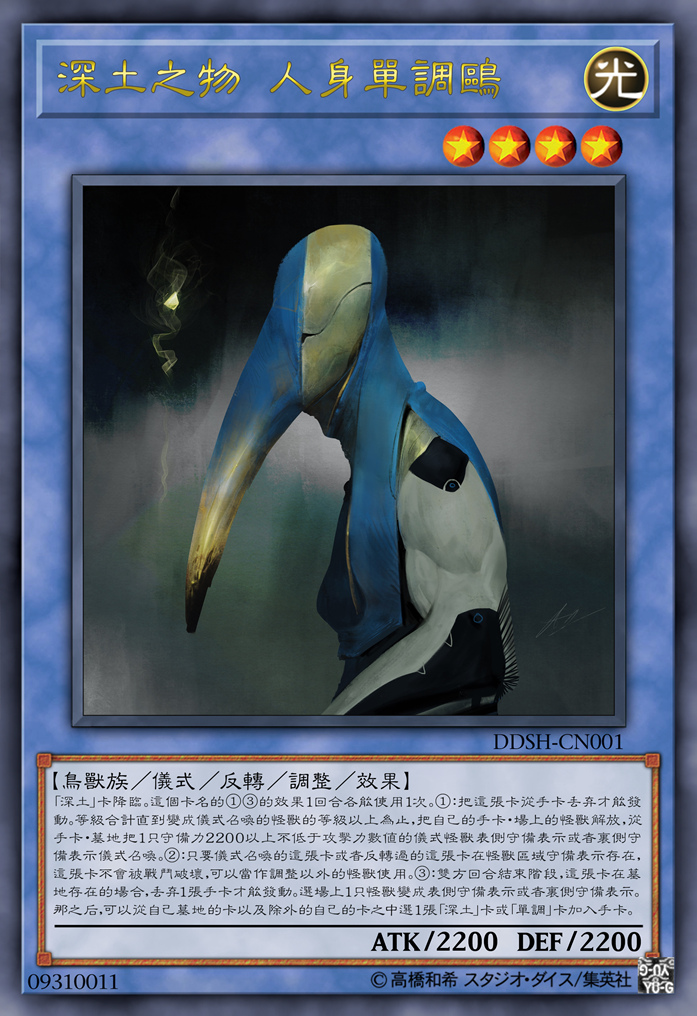 深土之物 人身單調鷗
光
DDSH-CN001
【鳥獸族／儀式／反轉／調整／效果】
「深土」卡降臨。這個卡名的①③的效果1回合各能使用1次。①：把這張卡從手卡丟弃才能發
動。等級合計直到變成儀式召喚的怪獸的等級以上為止，把自己的手卡・場上的怪獸解放，從
手卡・墓地把1只守備力2200以上不低于攻擊力數值的儀式怪獸表側守備表示或者裏側守
備表示儀式召喚。②：只要儀式召喚的這張卡或者反轉過的這張卡在怪獸區域守備表示存在，
這張卡不會被戰鬥破壞，可以當作調整以外的怪獸使用。③：雙方回合結束階段，這張卡在墓
地存在的場合，丟弃1張手卡才能發動。選場上1只怪獸變成表側守備表示或者裏側守備表示。
那之后，可以從自己墓地的卡以及除外的自己的卡之中選1張「深土」卡或「單調」卡加入手卡。
ATK/2200 DEF/2200
09310011
©高橋和希 スタジオ・ダイス/集英社